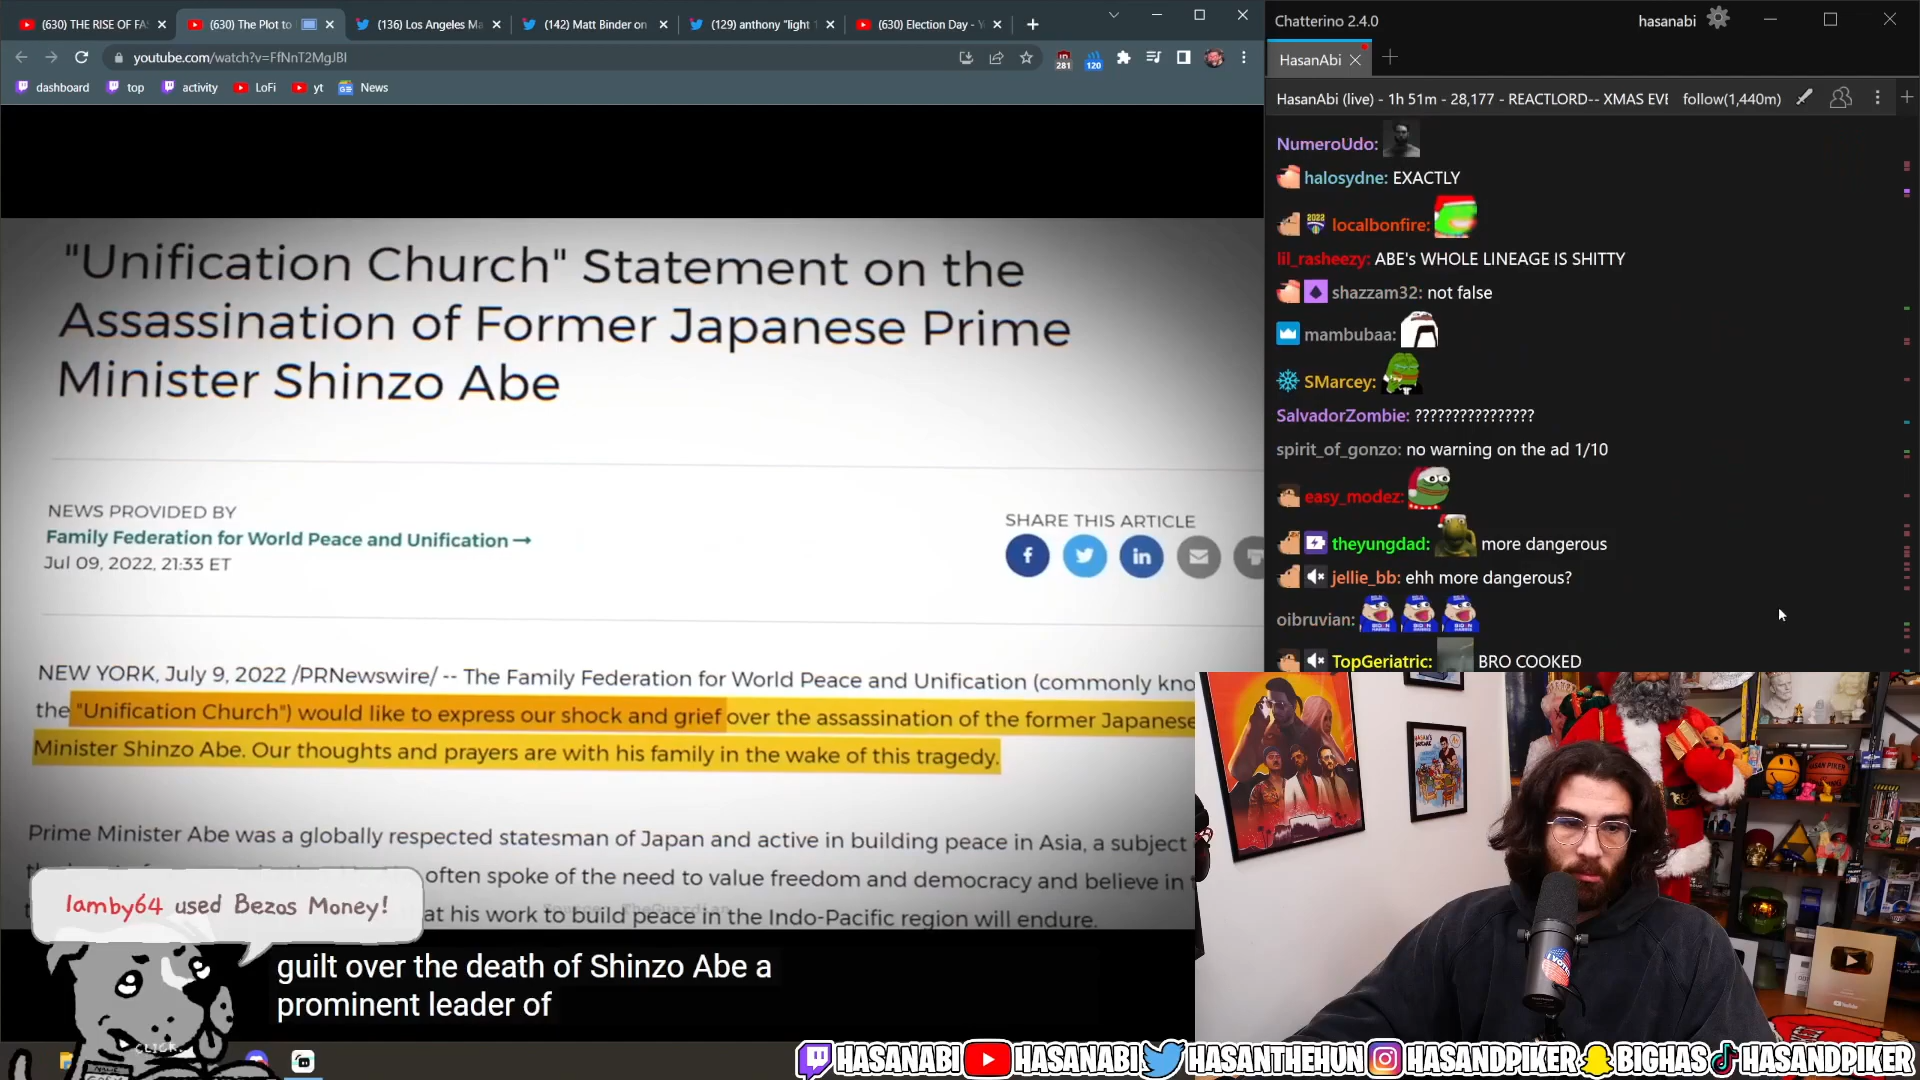 (630) THE RISE OF FA
(630) The Plot to
(136) Los Angeles Ma
(142) Matt Binder on
(129) anthony "light
(630) Election Day - Y
youtube.com/watch?v=FfNnT2MgJBI
281
120
dashboard
top
activity
LoFi
yt
News
"Unification Church" Statement on the
Assassination of Former Japanese Prime
Minister Shinzo Abe
NEWS PROVIDED BY
Family Federation for World Peace and Unification →
Jul 09, 2022, 21:33 ET
SHARE THIS ARTICLE
NEW YORK, July 9, 2022 /PRNewswire/ -- The Family Federation for World Peace and Unification (commonly kno
the "Unification Church") would like to express our shock and grief over the assassination of the former Japanese
Minister Shinzo Abe. Our thoughts and prayers are with his family in the wake of this tragedy.
Prime Minister Abe was a globally respected statesman of Japan and active in building peace in Asia, a subject
often spoke of the need to value freedom and democracy and believe in
at his work to build peace in the Indo-Pacific region will endure.
Source: TheGuardian
Iamby64 used Bezos Money!
guilt over the death of Shinzo Abe a
prominent leader of
CLICK
Chatterino 2.4.0
hasanabi
HasanAbi
HasanAbi (live) - 1h 51m - 28,177 - REACTLORD-- XMAS EVE
follow(1,440m)
NumeroUdo:
halosydne: EXACTLY
2022 localbonfire:
lil_rasheezy: ABE's WHOLE LINEAGE IS SHITTY
shazzam32: not false
mambubaa:
SMarcey:
SalvadorZombie: ????????????????
spirit_of_gonzo: no warning on the ad 1/10
easy_modez:
theyungdad: more dangerous
jellie_bb: ehh more dangerous?
oibruvian:
TopGeriatric: BRO COOKED
HASANABI
HASANABI
HASANTHEHUN
HASANDPIKER
BIGHAS
HASANDPIKER